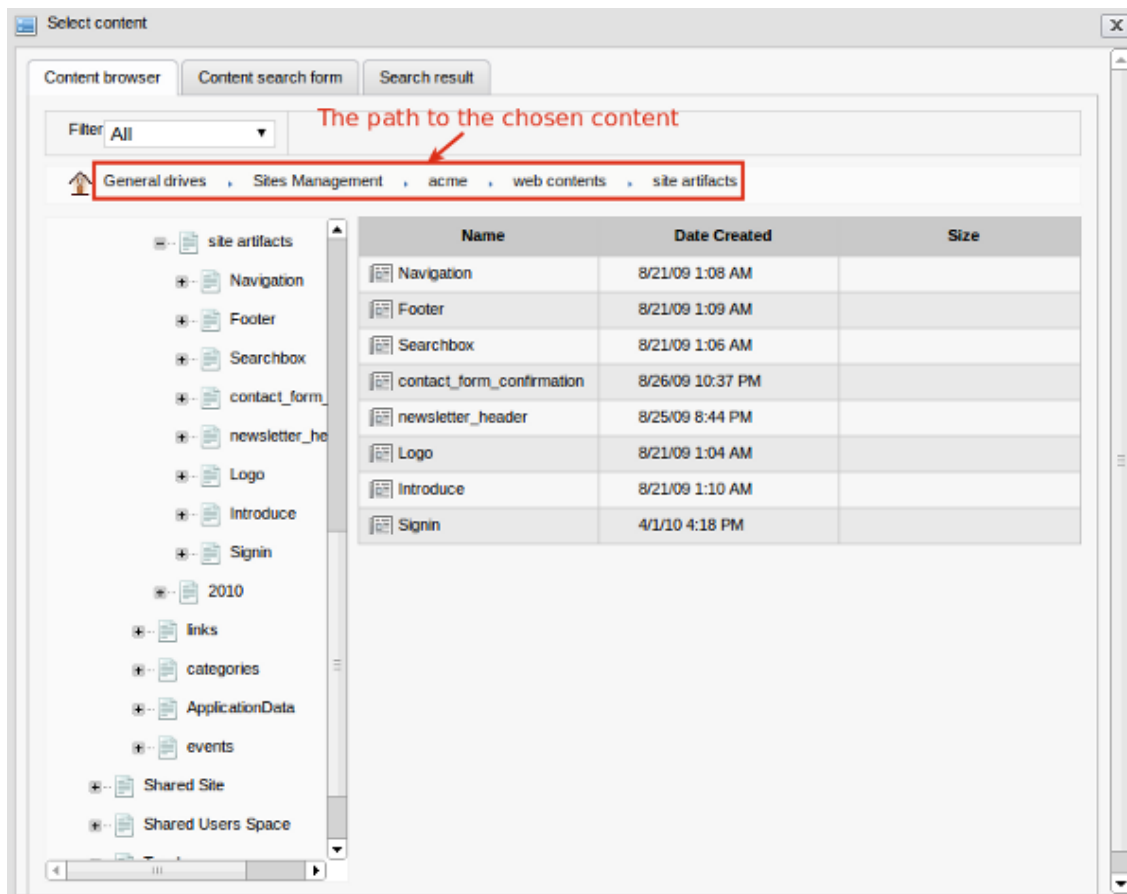 Select content
Content browser Content search form Search result
The path to the chosen content
Filter All
General drives Sites Management acme web contents site artifacts
site artifacts
Navigation
Footer
Searchbox
contact_form_
newsletter_he
Logo
Introduce
Signin
2010
links
categories
ApplicationData
events
Shared Site
Shared Users Space
Name Date Created Size
Navigation 8/21/09 1:08 AM
Footer 8/21/09 1:09 AM
Searchbox 8/21/09 1:06 AM
contact_form_confirmation 8/26/09 10:37 PM
newsletter_header 8/25/09 8:44 PM
Logo 8/21/09 1:04 AM
Introduce 8/21/09 1:10 AM
Signin 4/1/10 4:18 PM